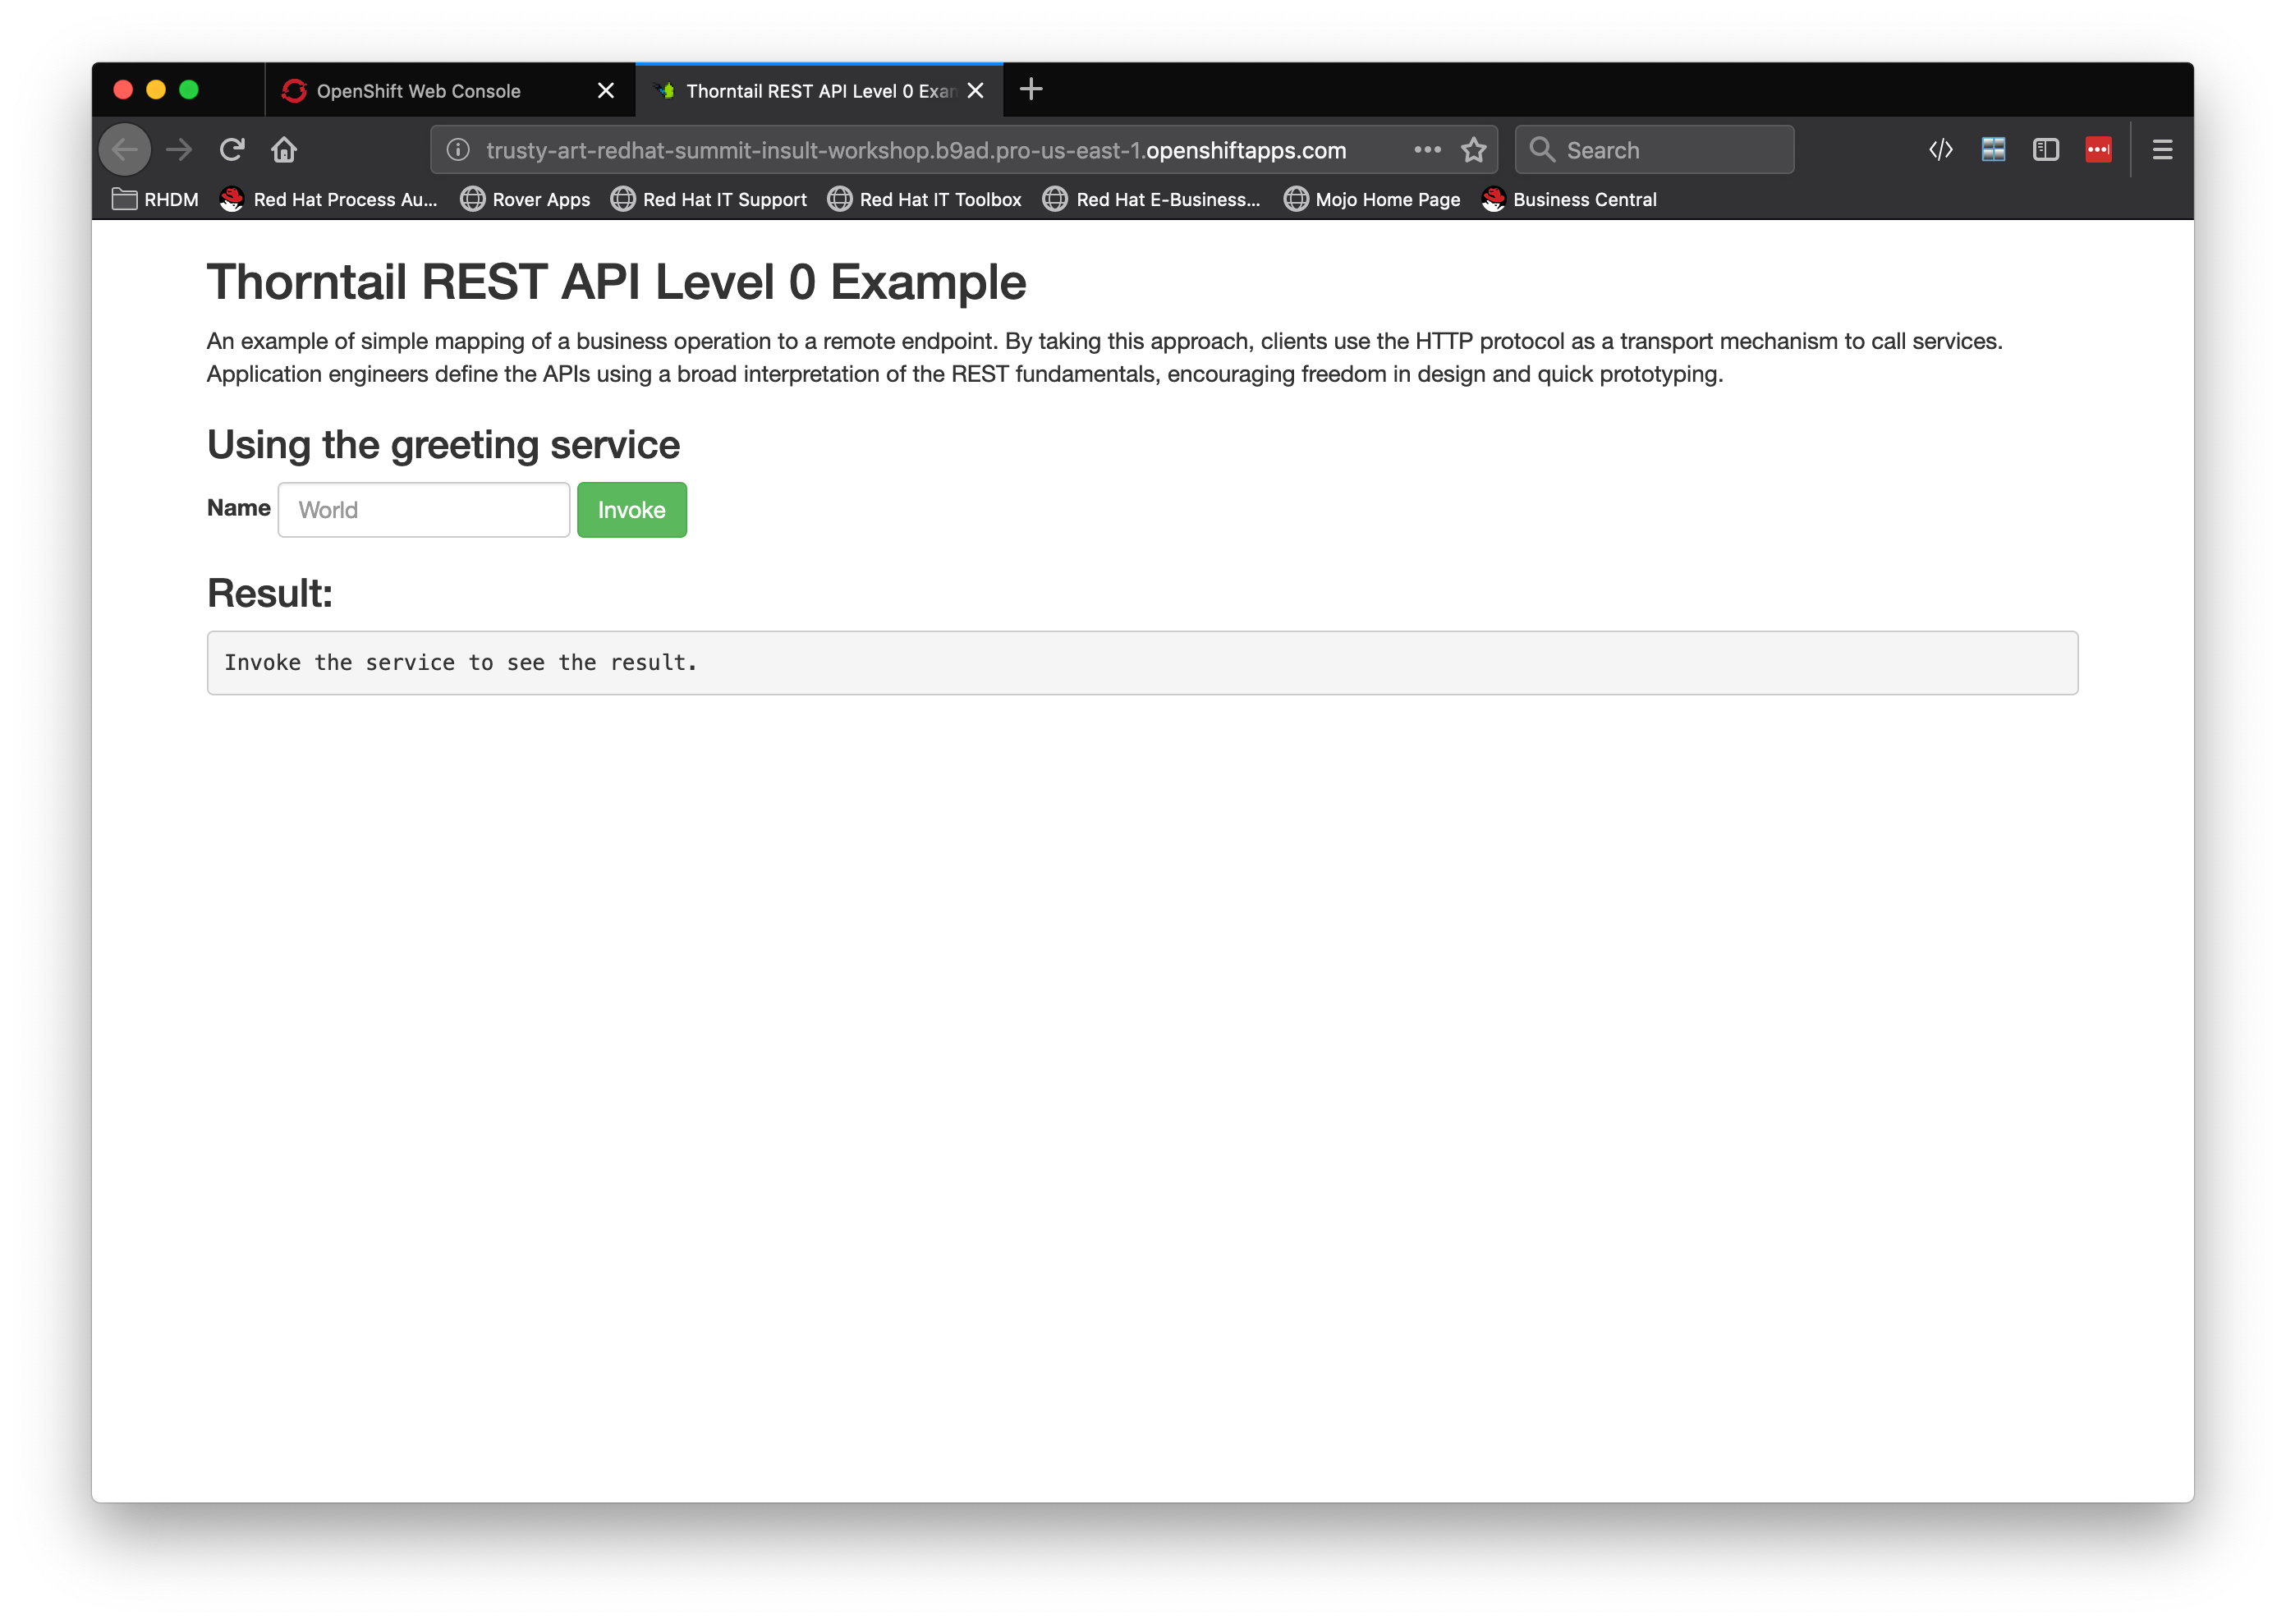 OpenShift Web Console
Thorntail REST API Level 0 Exan
trusty-art-redhat-summit-insult-workshop.b9ad.pro-us-east-1.openshiftapps.com
Search
RHDM
Red Hat Process Au...
Rover Apps
Red Hat IT Support
Red Hat IT Toolbox
Red Hat E-Business...
Mojo Home Page
Business Central
Thorntail REST API Level 0 Example
An example of simple mapping of a business operation to a remote endpoint. By taking this approach, clients use the HTTP protocol as a transport mechanism to call services.
Application engineers define the APIs using a broad interpretation of the REST fundamentals, encouraging freedom in design and quick prototyping.
Using the greeting service
Name World Invoke
Result:
Invoke the service to see the result.